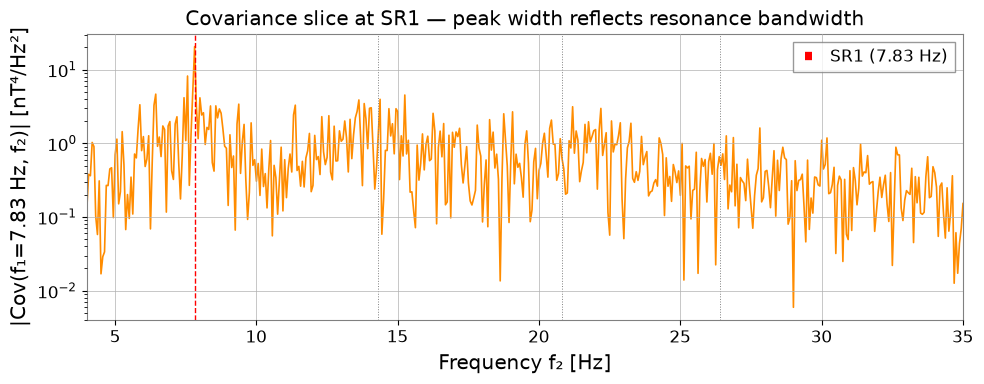 Covariance slice at SR1 — peak width reflects resonance bandwidth
|Cov(f₁=7.83 Hz, f₂)| [nT⁴/Hz²]
10¹
10⁰
10⁻¹
10⁻²
SR1 (7.83 Hz)
5 10 15 20 25 30 35
Frequency f₂ [Hz]